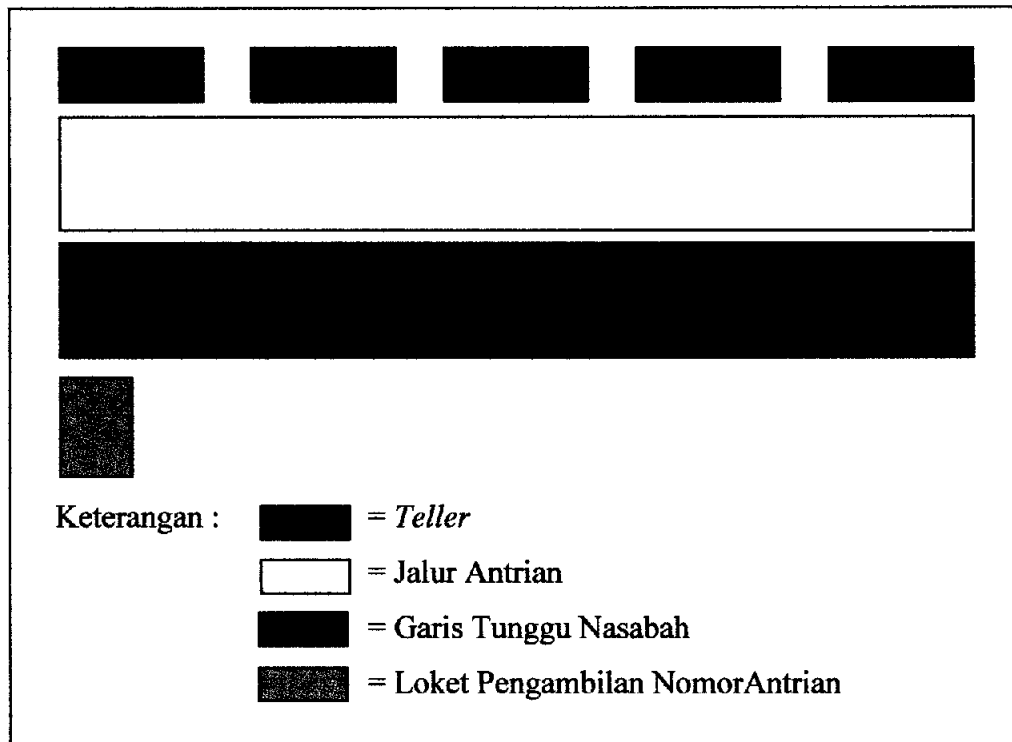 Keterangan : = Teller
= Jalur Antrian
= Garis Tunggu Nasabah
= Loket Pengambilan NomorAntrian